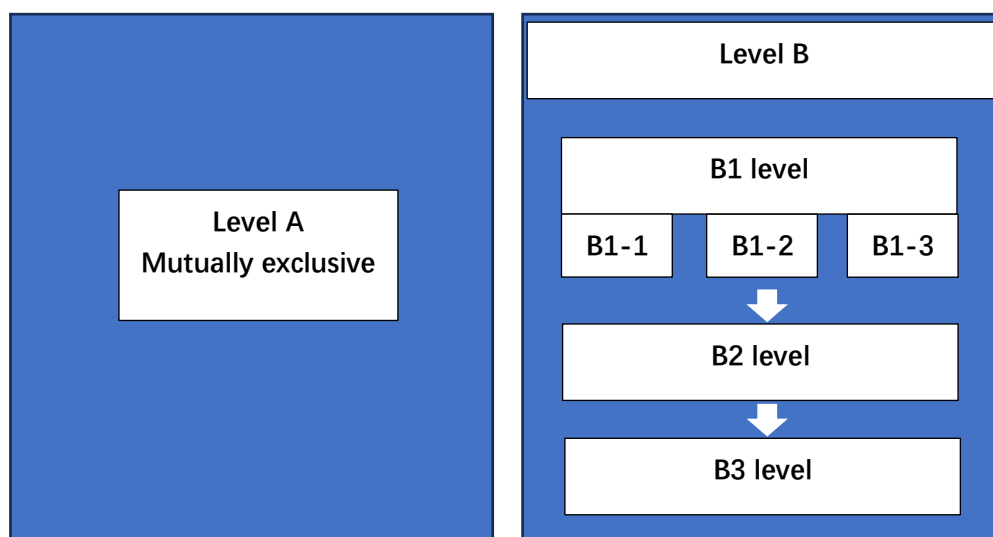 Level A
Mutually exclusive
Level B
B1 level
B1-1
B1-2
B1-3
B2 level
B3 level